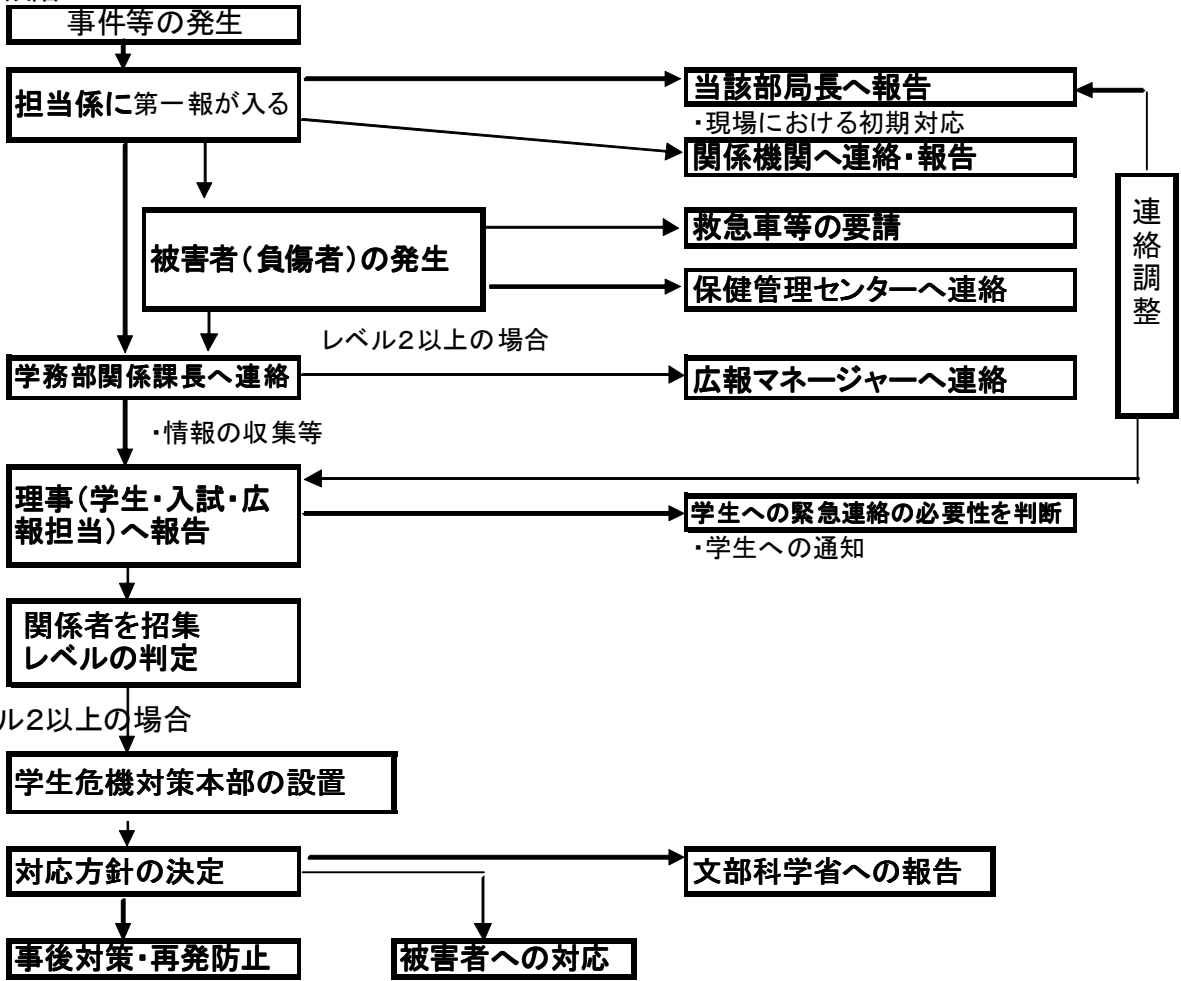 事件等の発生
担当係に第一報が入る
当該部局長へ報告
・現場における初期対応
関係機関へ連絡・報告
連絡調整
被害者(負傷者)の発生
救急車等の要請
保健管理センターへ連絡
レベル2以上の場合
学務部関係課長へ連絡
広報マネージャーへ連絡
・情報の収集等
理事(学生・入試・広
報担当)へ報告
学生への緊急連絡の必要性を判断
・学生への通知
関係者を招集
レベルの判定
ル2以上の場合
学生危機対策本部の設置
対応方針の決定
文部科学省への報告
事後対策・再発防止
被害者への対応